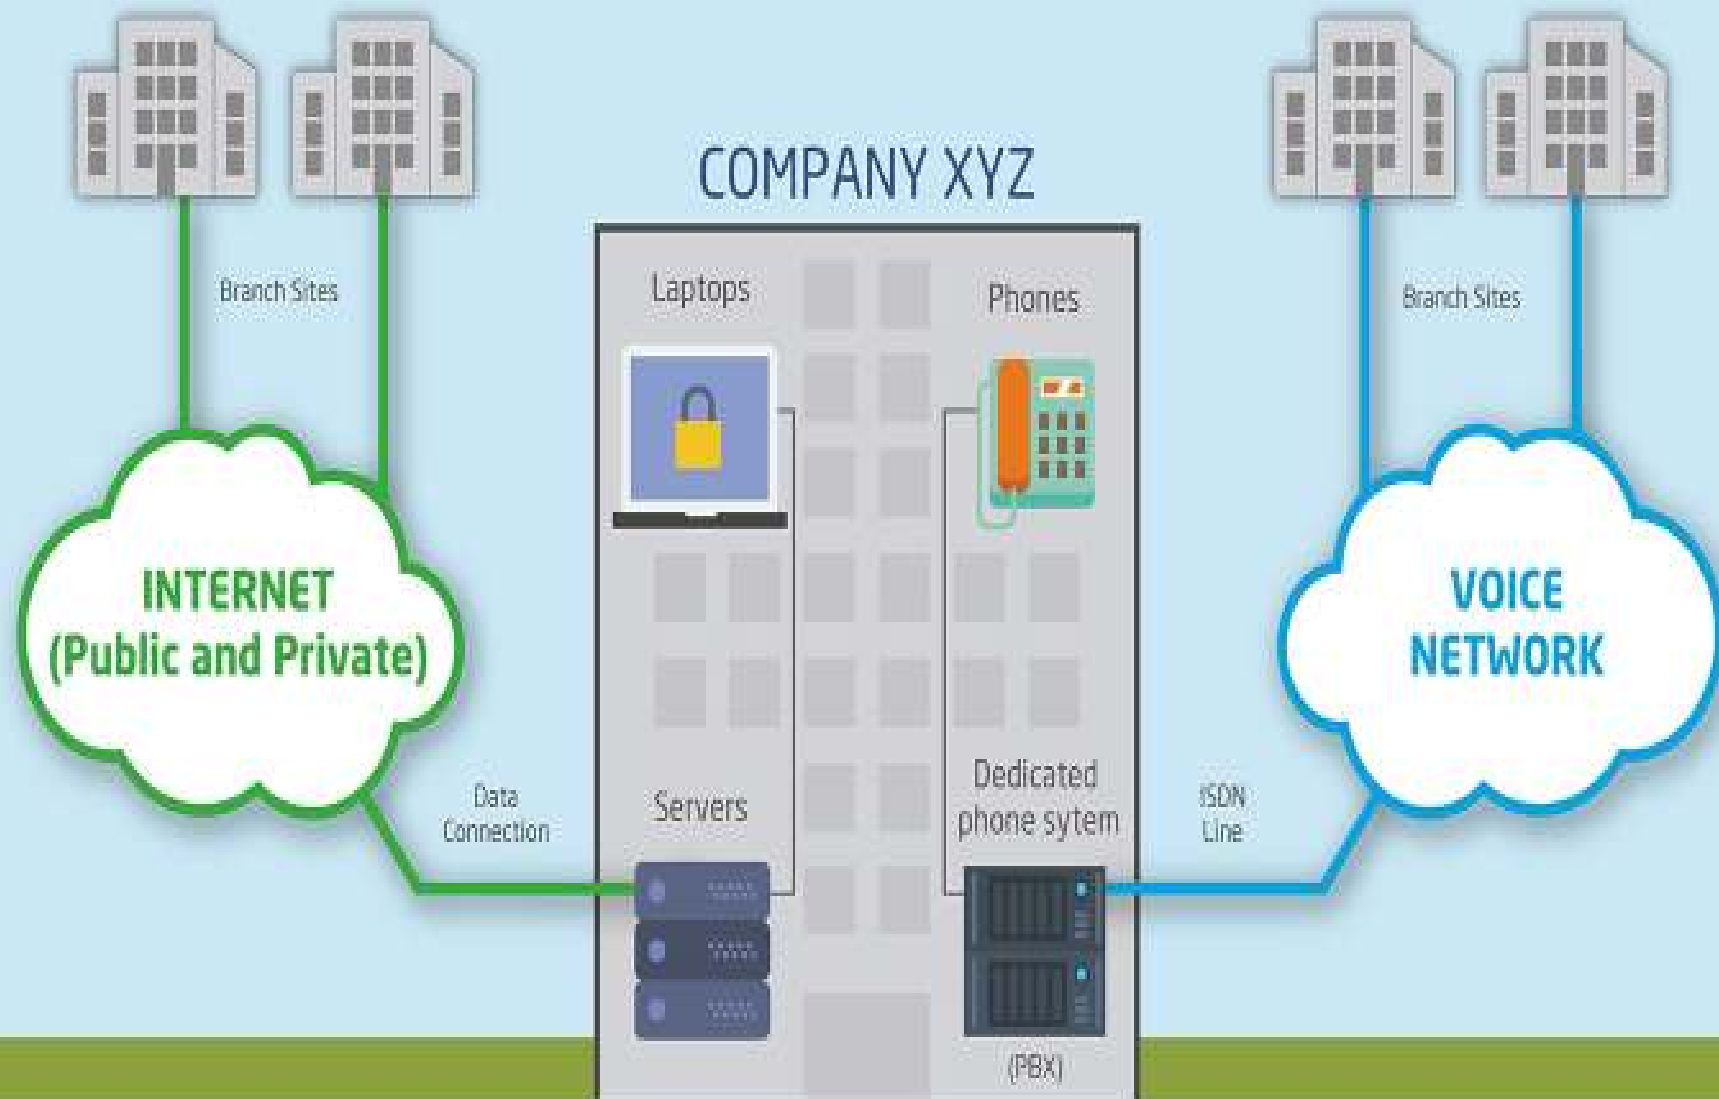 COMPANY XYZ
Branch Sites
Laptops
Phones
Branch Sites
INTERNET
(Public and Private)
VOICE
NETWORK
Data
Connection
Servers
Dedicated
phone sytem
ISDN
Line
(PBX)